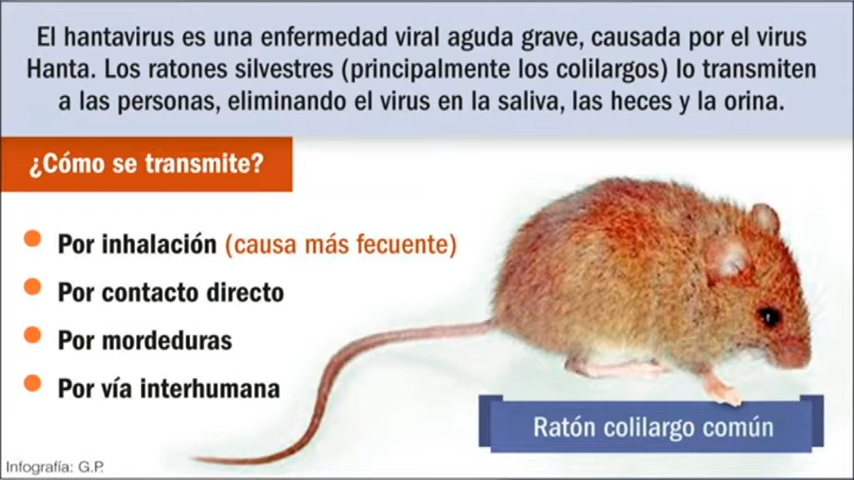 El hantavirus es una enfermedad viral aguda grave, causada por el virus
Hanta. Los ratones silvestres (principalmente los colilargos) lo transmiten
a las personas, eliminando el virus en la saliva, las heces y la orina.
¿Cómo se transmite?
Por inhalación (causa más fecuente)
Por contacto directo
Por mordeduras
Por vía interhumana
Ratón colilargo común
Infografía: G.P.